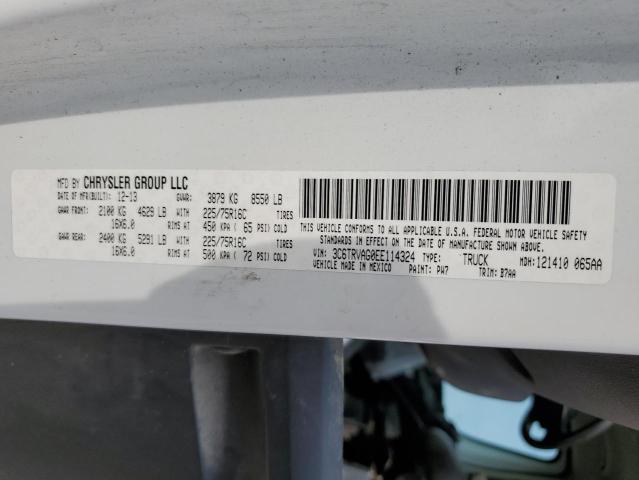 MFD BY CHRYSLER GROUP LLC
DATE OF MFR(BUILT): 12-13 GVWR: 3879 KG 8550 LB
GAWR FRONT: 2100 KG 4629 LB WITH 225/75R16C TIRES
16X6.0 RIMS AT 450 KPA ( 65 PSI) COLD
GAWR REAR: 2400 KG 5291 LB WITH 225/75R16C TIRES
16X6.0 RIMS AT 500 KPA ( 72 PSI) COLD
THIS VEHICLE CONFORMS TO ALL APPLICABLE U.S.A. FEDERAL MOTOR VEHICLE SAFETY
STANDARDS IN EFFECT ON THE DATE OF MANUFACTURE SHOWN ABOVE.
VIN: 3C6TRVAG0EE114324 TYPE: TRUCK MDH: 121410 065AA
VEHICLE MADE IN MEXICO PAINT: PW7 TRIM: B7AA